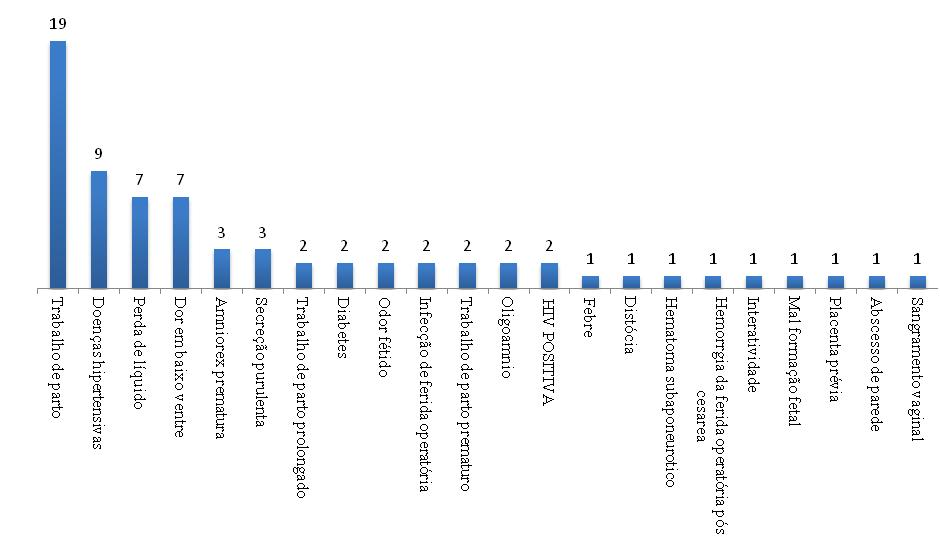 19
9
7
7
3
3
2
2
2
2
2
2
2
1
1
1
1
1
1
1
1
1
Trabalho de parto
Doenças hipertensivas
Perda de líquido
Dor em baixo ventre
Amniorex prematura
Secreção purulenta
Trabalho de parto prolongado
Diabetes
Odor fétido
Infecção de ferida operatória
Trabalho de parto prematuro
Oligoamnio
HIV POSITIVA
Febre
Distócia
Hematoma subaponeurotico
Hemorrgia da ferida operatória pós
cesarea
Interatividade
Mal formação fetal
Placenta prévia
Abscesso de parede
Sangramento vaginal